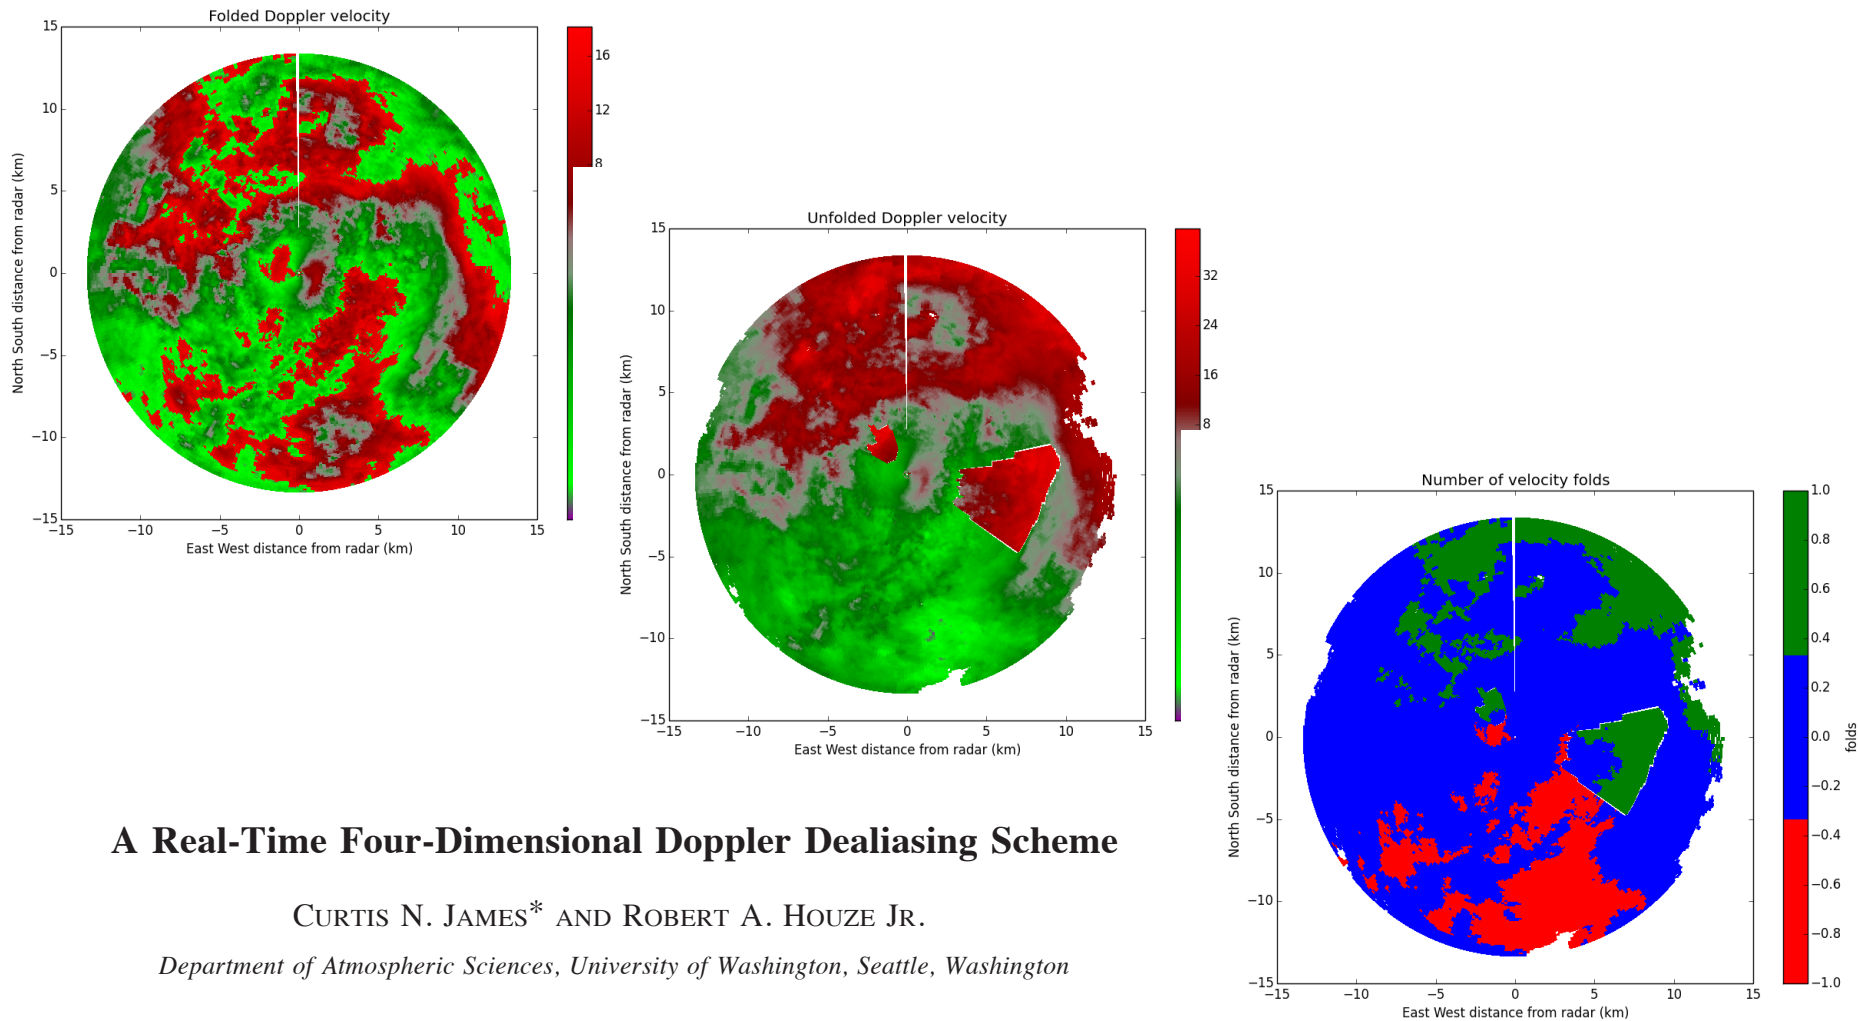 Folded Doppler velocity
15
10
5
0
−5
−10
−15
North South distance from radar (km)
−15 −10 −5 0 5 10 15
East West distance from radar (km)
16
12
8
Unfolded Doppler velocity
15
10
5
0
−5
−10
−15
North South distance from radar (km)
−15 −10 −5 0 5 10 15
East West distance from radar (km)
32
24
16
8
Number of velocity folds
15
10
5
0
−5
−10
−15
North South distance from radar (km)
−15 −10 −5 0 5 10 15
East West distance from radar (km)
1.0
0.8
0.6
0.4
0.2
0.0
−0.2
−0.4
−0.6
−0.8
−1.0
folds
A Real-Time Four-Dimensional Doppler Dealiasing Scheme
CURTIS N. JAMES* AND ROBERT A. HOUZE JR.
Department of Atmospheric Sciences, University of Washington, Seattle, Washington